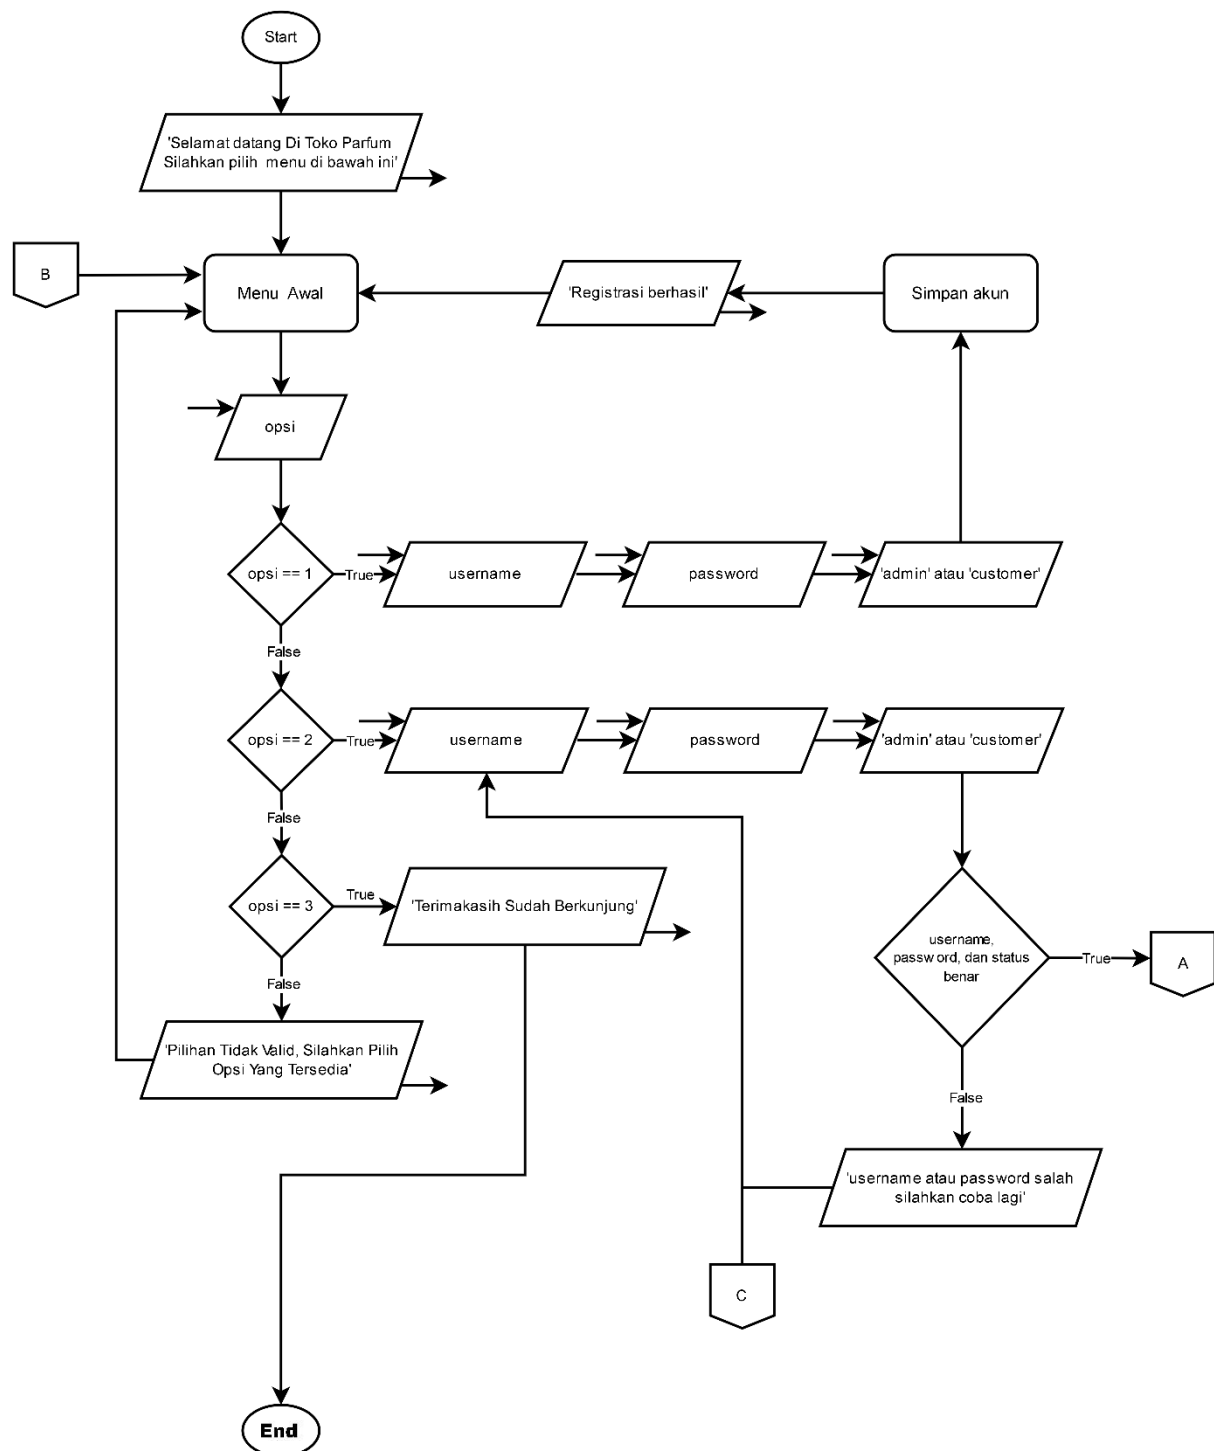 Start
'Selamat datang Di Toko Parfum
Silahkan pilih menu di bawah ini'
B
Menu Awal
'Registrasi berhasil'
Simpan akun
opsi
opsi == 1
True
username
password
'admin' atau 'customer'
False
opsi == 2
True
username
password
'admin' atau 'customer'
False
opsi == 3
True
'Terimakasih Sudah Berkunjung'
username,
password, dan status
benar
True
A
False
'Pilihan Tidak Valid, Silahkan Pilih
Opsi Yang Tersedia'
False
'username atau password salah
silahkan coba lagi'
C
End